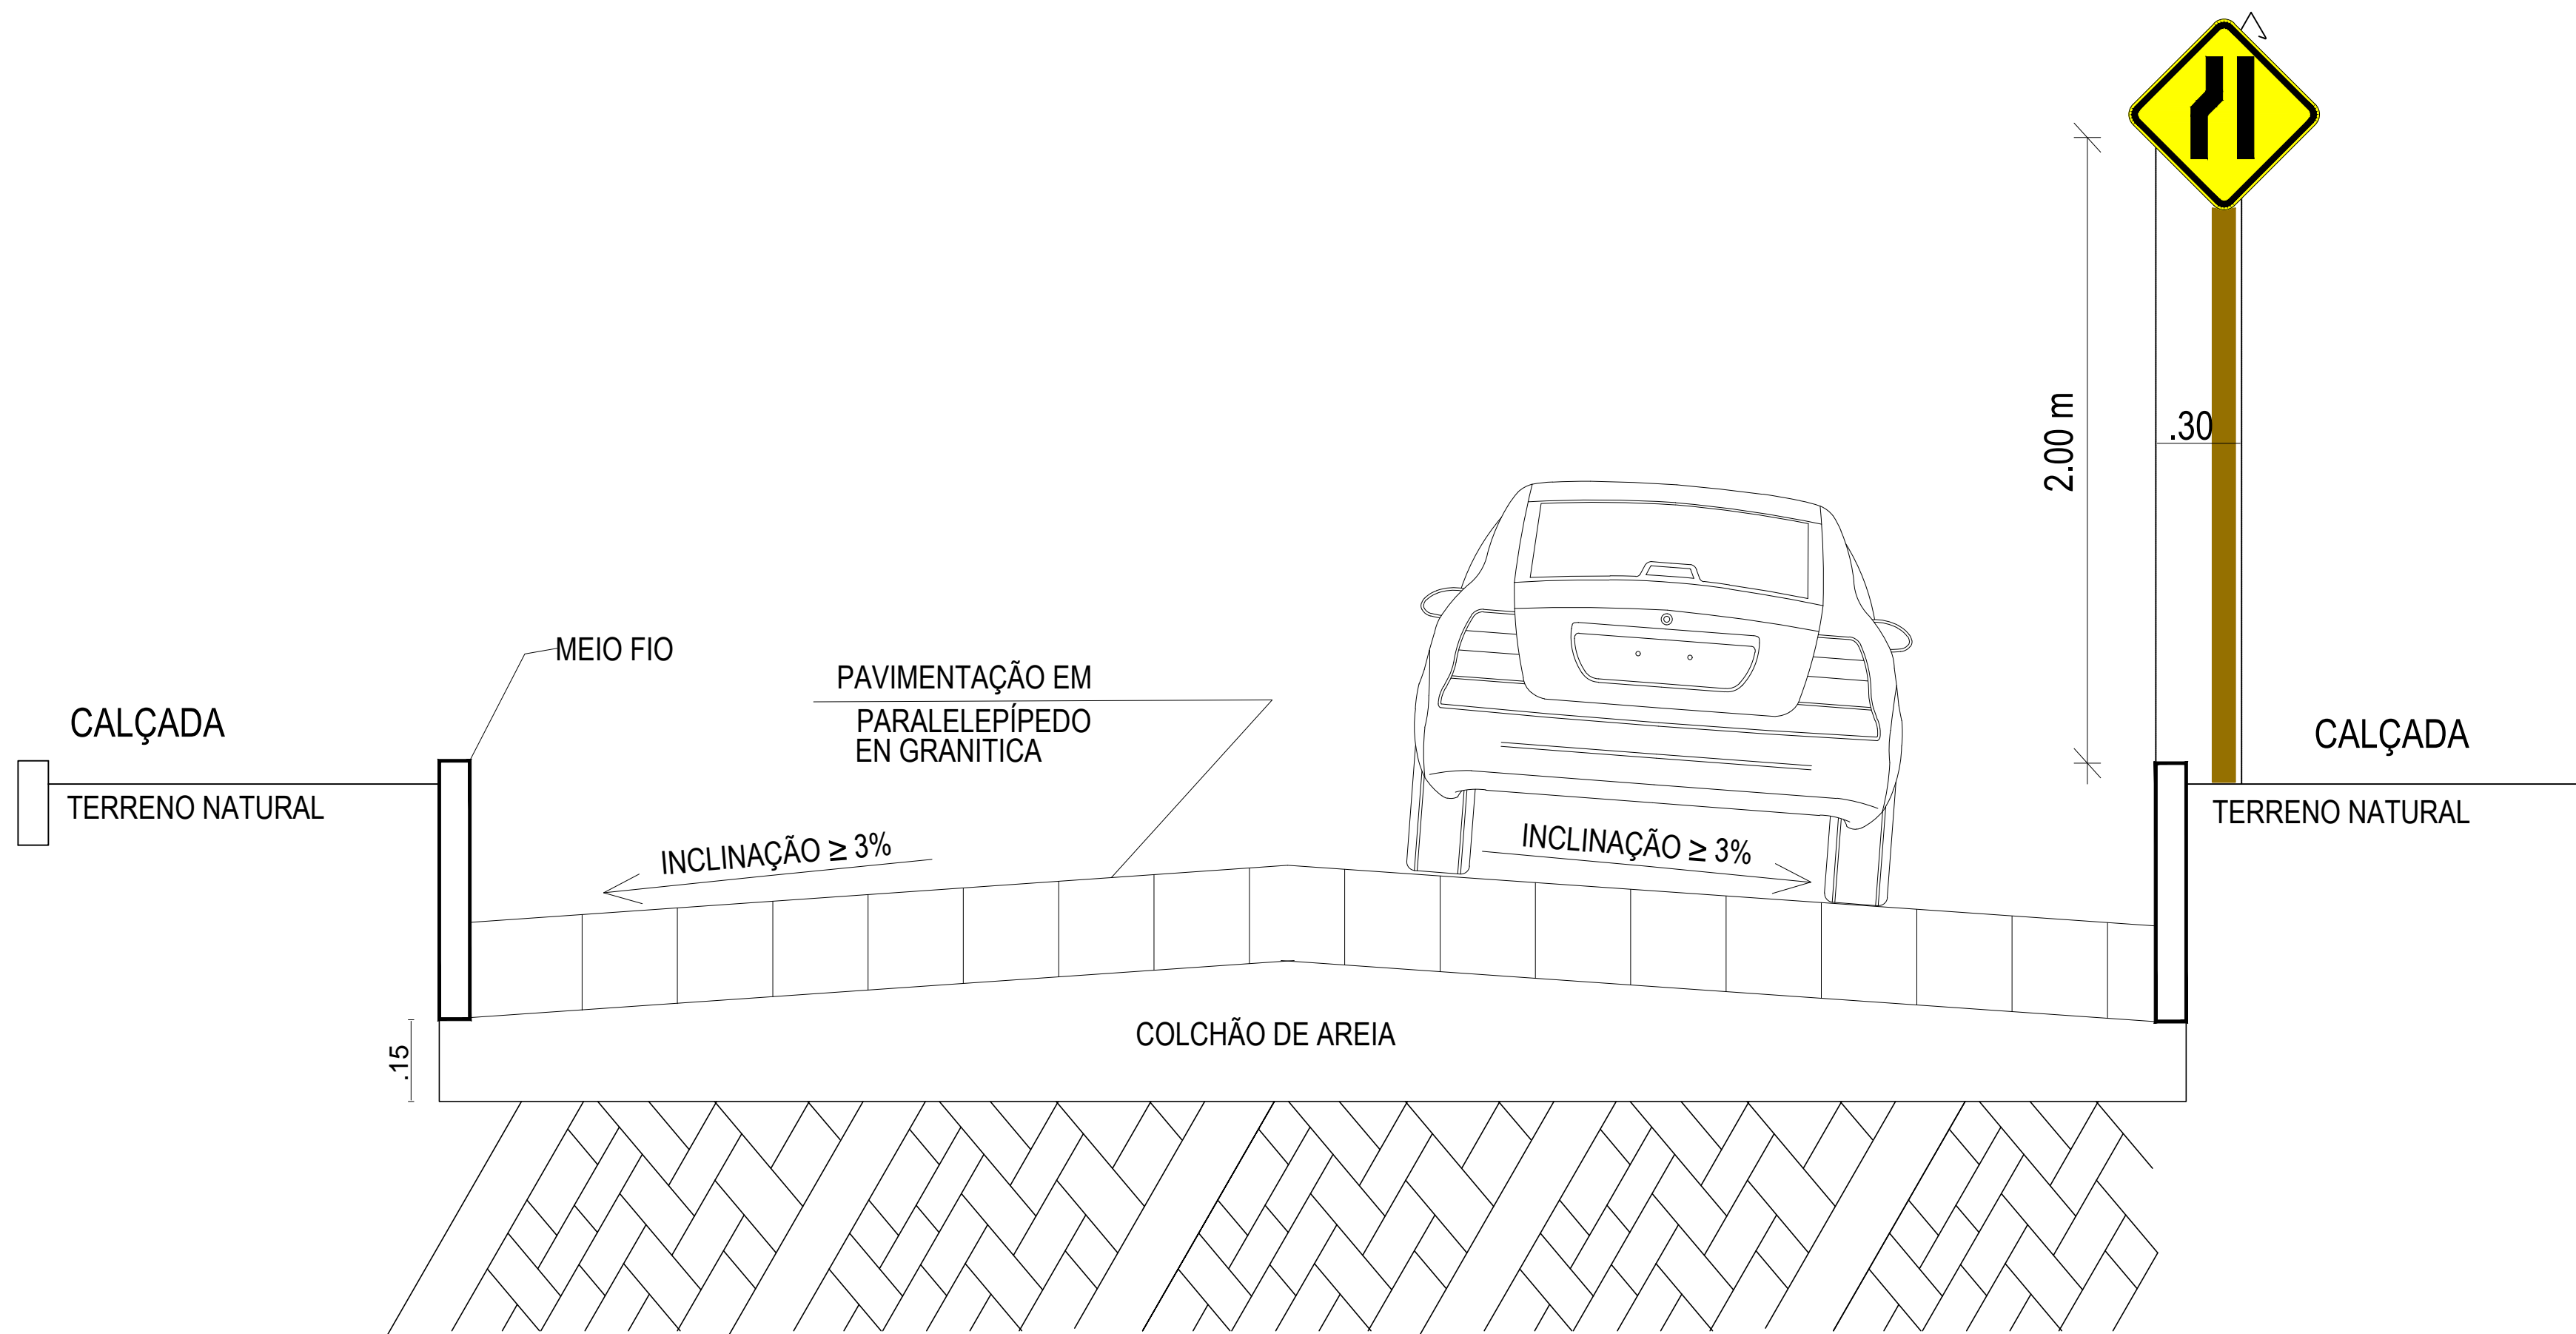 2.00 m
.30
MEIO FIO
PAVIMENTAÇÃO EM
PARALELEPÍPEDO
EN GRANITICA
CALÇADA
CALÇADA
TERRENO NATURAL
TERRENO NATURAL
INCLINAÇÃO ≥ 3%
INCLINAÇÃO ≥ 3%
COLCHÃO DE AREIA
.15